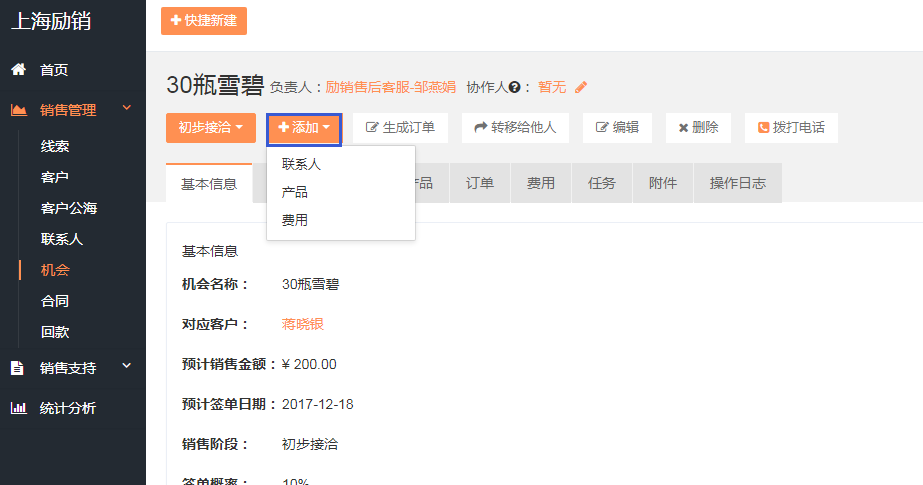 上海励销
快捷新建
首页
销售管理
线索
客户
客户公海
联系人
机会
合同
回款
销售支持
统计分析
30瓶雪碧 负责人：励销售后客服-邹燕娟 协作人：暂无
初步接洽 添加 生成订单 转移给他人 编辑 删除 拨打电话
联系人
产品
费用
基本信息 品 订单 费用 任务 附件 操作日志
基本信息
机会名称： 30瓶雪碧
对应客户： 蒋晓银
预计销售金额： ¥ 200.00
预计签单日期： 2017-12-18
销售阶段： 初步接洽
签单概率： 10%